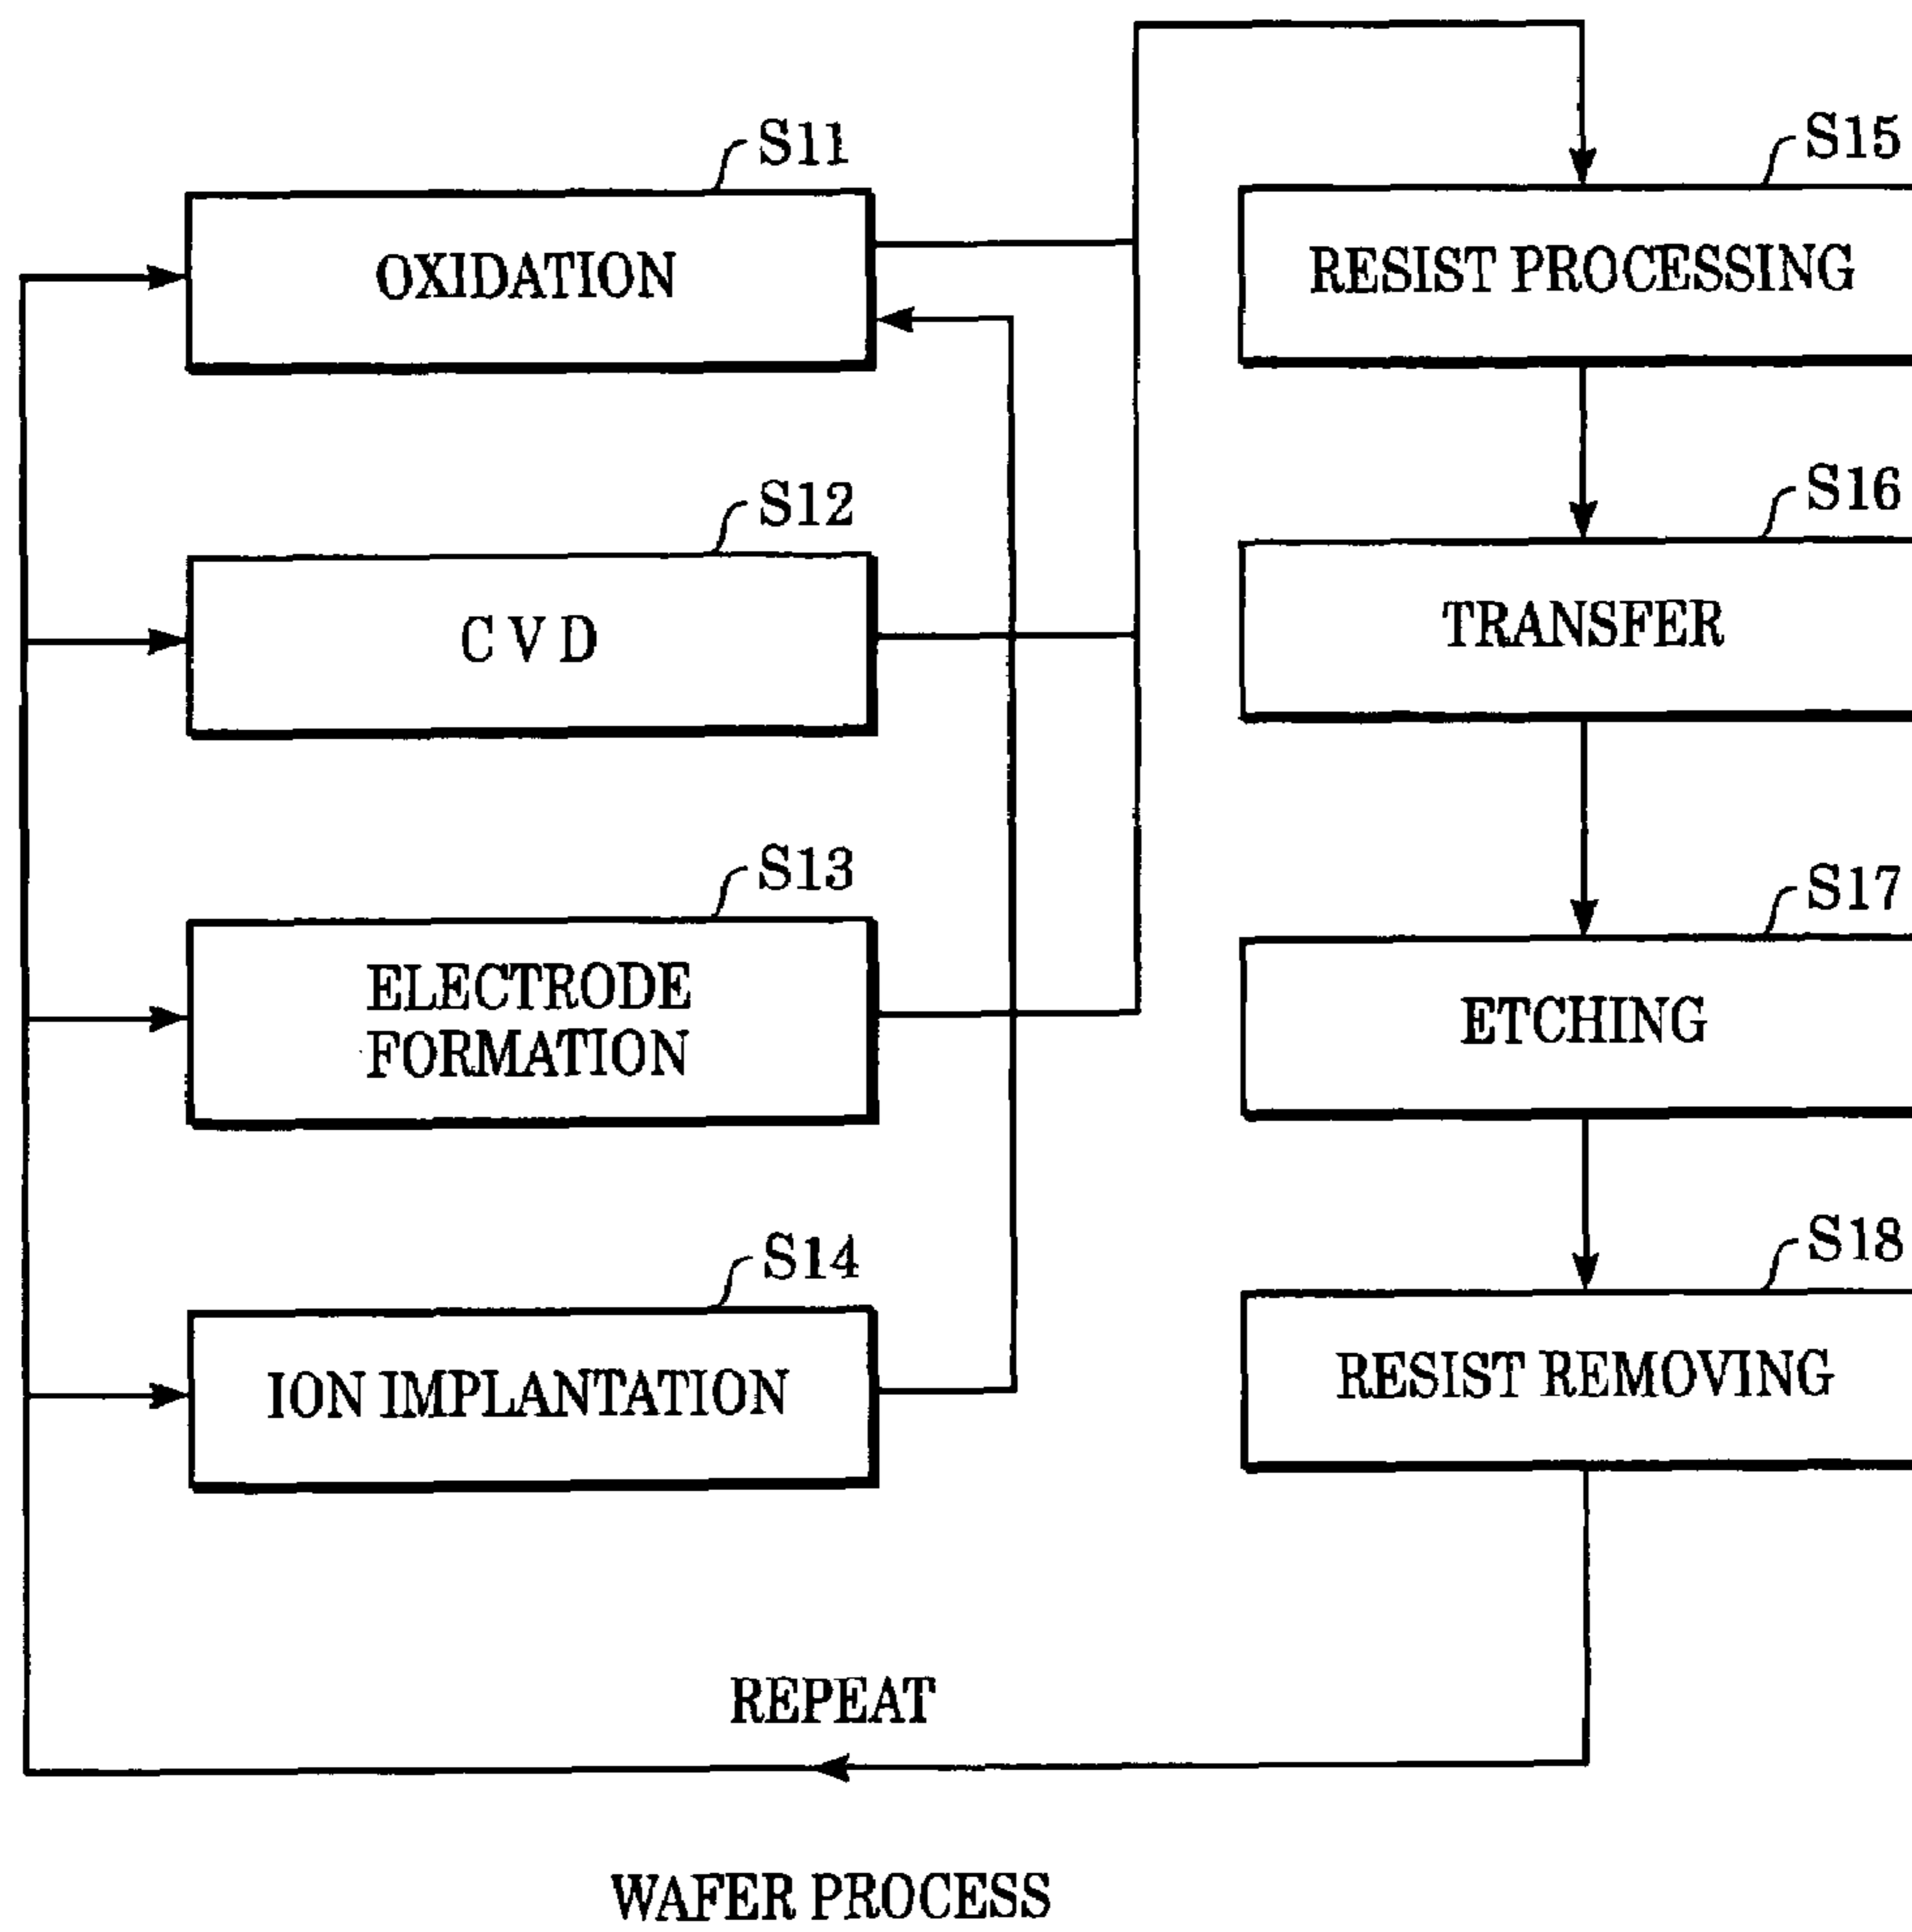 S11
OXIDATION
S12
C V D
S13
ELECTRODE
FORMATION
S14
ION IMPLANTATION
S15
RESIST PROCESSING
S16
TRANSFER
S17
ETCHING
S18
RESIST REMOVING
REPEAT
WAFER PROCESS